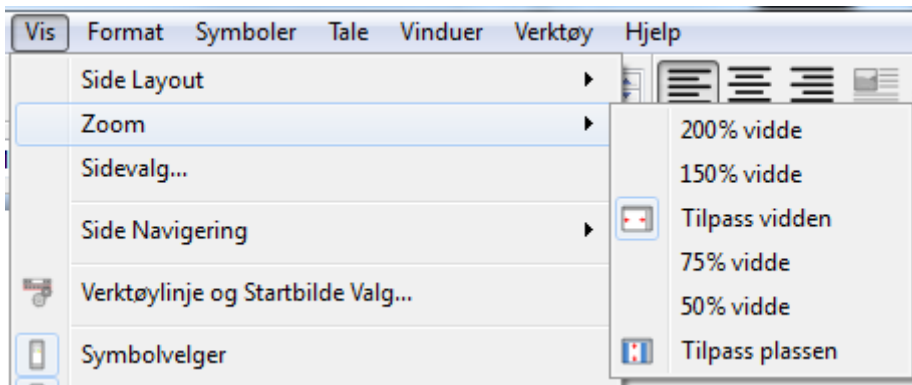 Vis Format Symboler Tale Vinduer Verktøy Hjelp
Side Layout
Zoom
Sidevalg...
Side Navigering
Verktøylinje og Startbilde Valg...
Symbolvelger
200% vidde
150% vidde
Tilpass vidden
75% vidde
50% vidde
Tilpass plassen